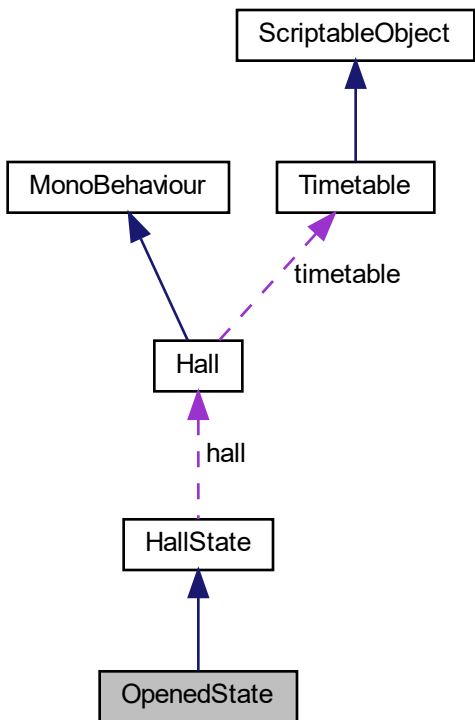 ScriptableObject
MonoBehaviour
Timetable
timetable
Hall
hall
HallState
OpenedState